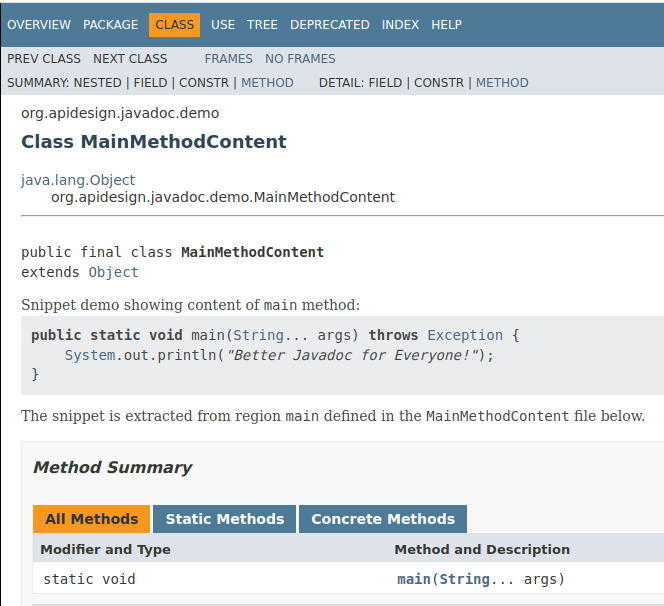 OVERVIEW PACKAGE CLASS USE TREE DEPRECATED INDEX HELP
PREV CLASS NEXT CLASS FRAMES NO FRAMES
SUMMARY: NESTED | FIELD | CONSTR | METHOD DETAIL: FIELD | CONSTR | METHOD
org.apidesign.javadoc.demo
Class MainMethodContent
java.lang.Object
org.apidesign.javadoc.demo.MainMethodContent
public final class MainMethodContent
extends Object
Snippet demo showing content of main method:
public static void main(String... args) throws Exception {
    System.out.println("Better Javadoc for Everyone!");
}
The snippet is extracted from region main defined in the MainMethodContent file below.
Method Summary
All Methods Static Methods Concrete Methods
Modifier and Type Method and Description
static void main(String... args)